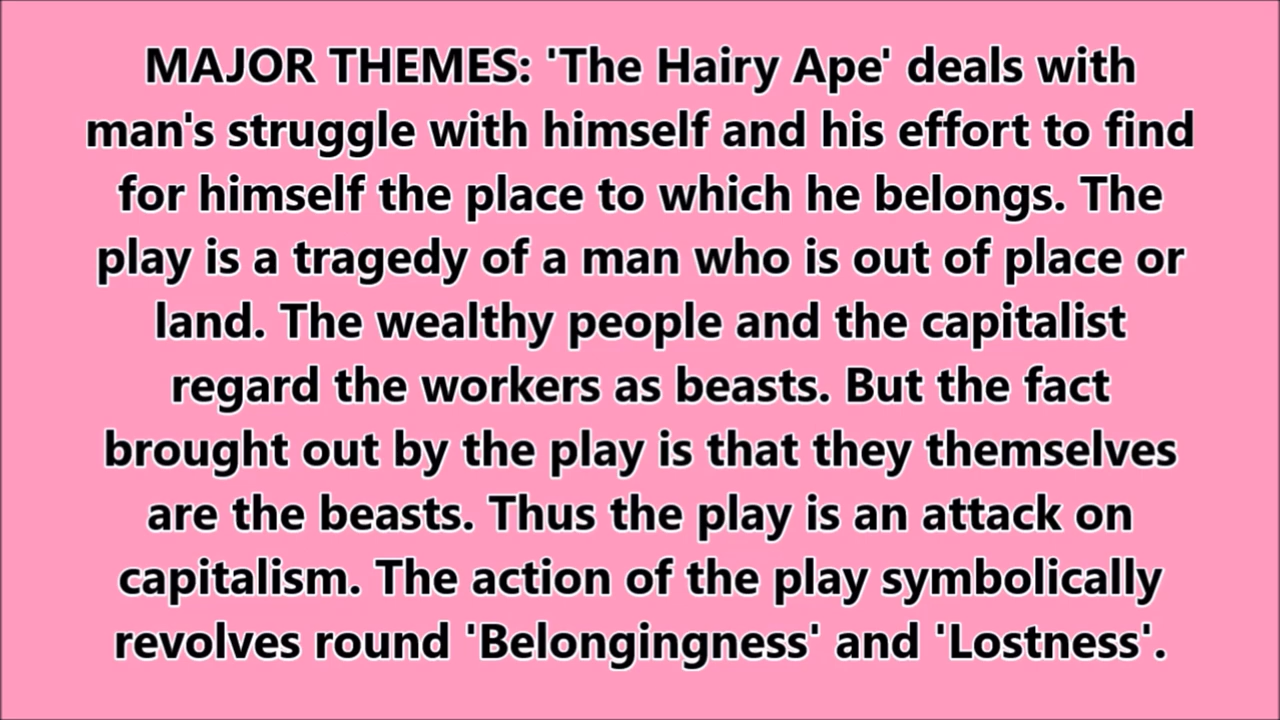 MAJOR THEMES: 'The Hairy Ape' deals with
man's struggle with himself and his effort to find
for himself the place to which he belongs. The
play is a tragedy of a man who is out of place or
land. The wealthy people and the capitalist
regard the workers as beasts. But the fact
brought out by the play is that they themselves
are the beasts. Thus the play is an attack on
capitalism. The action of the play symbolically
revolves round 'Belongingness' and 'Lostness'.